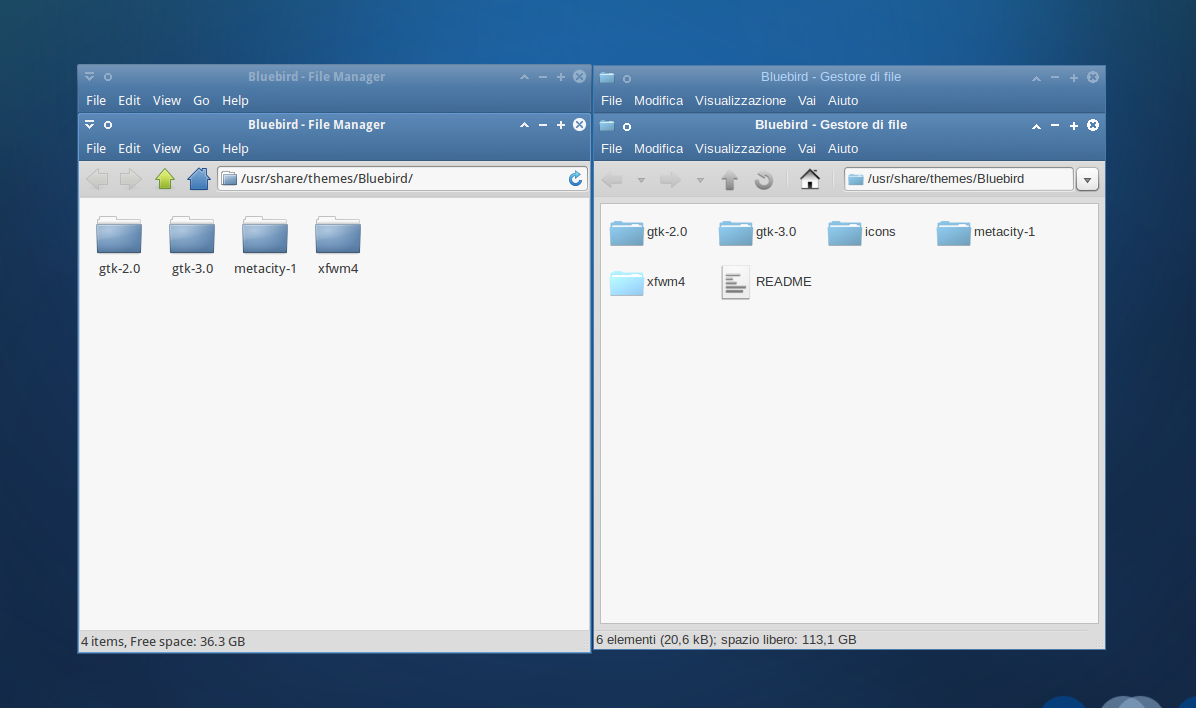 Bluebird - File Manager
File Edit View Go Help
Bluebird - File Manager
File Edit View Go Help
/usr/share/themes/Bluebird/
gtk-2.0 gtk-3.0 metacity-1 xfwm4
4 items, Free space: 36.3 GB
Bluebird - Gestore di file
File Modifica Visualizzazione Vai Aiuto
Bluebird - Gestore di file
File Modifica Visualizzazione Vai Aiuto
/usr/share/themes/Bluebird
gtk-2.0 gtk-3.0 icons metacity-1
xfwm4 README
6 elementi (20,6 kB); spazio libero: 113,1 GB